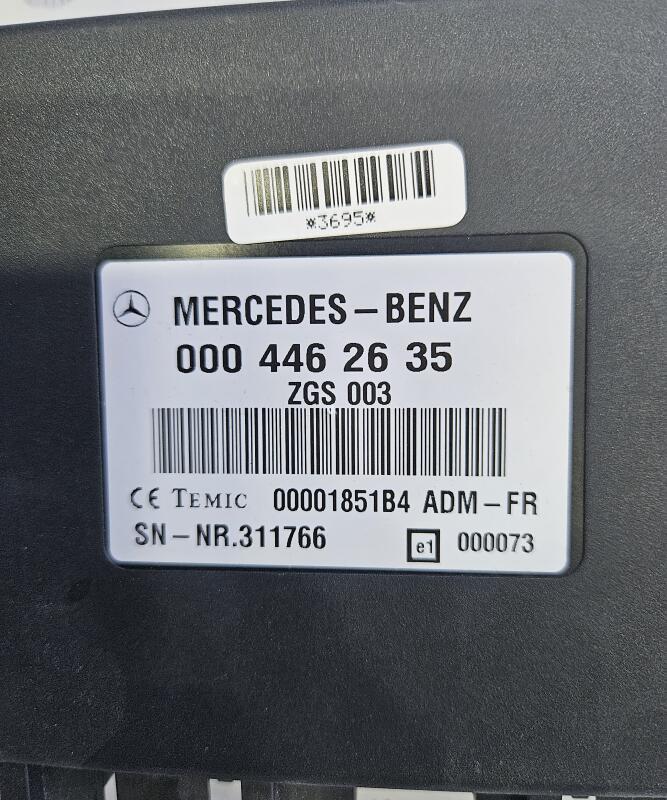 *3695*
MERCEDES-BENZ
000 446 26 35
ZGS 003
CE TEMIC 00001851B4 ADM-FR
SN-NR.311766 e1 000073